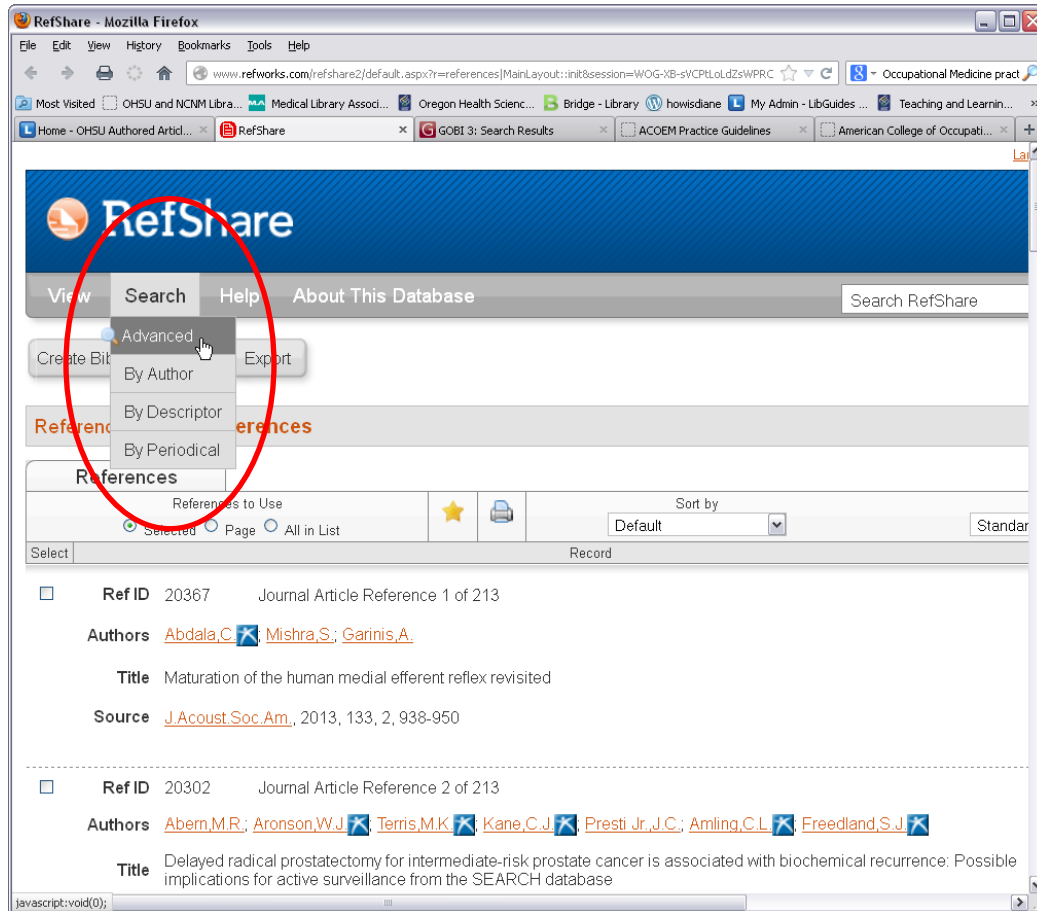 RefShare - Mozilla Firefox
File Edit View History Bookmarks Tools Help
www.refworks.com/refshare2/default.aspx?r=references|MainLayout::init&session=WOG-XB-sVCPtLoLdZsWPRC Occupational Medicine pract
Most Visited OHSU and NCNM Libra... Medical Library Associ... Oregon Health Scienc... Bridge - Library howisdiane My Admin - LibGuides ... Teaching and Learnin... »
Home - OHSU Authored Articl... × RefShare × GOBI 3: Search Results × ACOEM Practice Guidelines × American College of Occupati... × +
RefShare
View Search Help About This Database Search RefShare
Advanced
Create Bib Export
By Author
By Descriptor
Referenc erences
By Periodical
References
References to Use Sort by
Selected Page All in List Default Standar
Select Record
Ref ID 20367 Journal Article Reference 1 of 213
Authors Abdala,C. ; Mishra,S.; Garinis,A.
Title Maturation of the human medial efferent reflex revisited
Source J.Acoust.Soc.Am., 2013, 133, 2, 938-950
Ref ID 20302 Journal Article Reference 2 of 213
Authors Abern,M.R.; Aronson,W.J. ; Terris,M.K. ; Kane,C.J. ; Presti Jr.,J.C.; Amling,C.L. ; Freedland,S.J.
Title Delayed radical prostatectomy for intermediate-risk prostate cancer is associated with biochemical recurrence: Possible
implications for active surveillance from the SEARCH database
javascript:void(0);